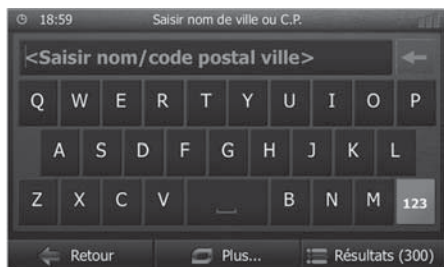 18:59 Saisir nom de ville ou C.P.
<Saisir nom/code postal ville>
Q W E R T Y U I O P
A S D F G H J K L
Z X C V B N M 123
Retour Plus... Résultats (300)